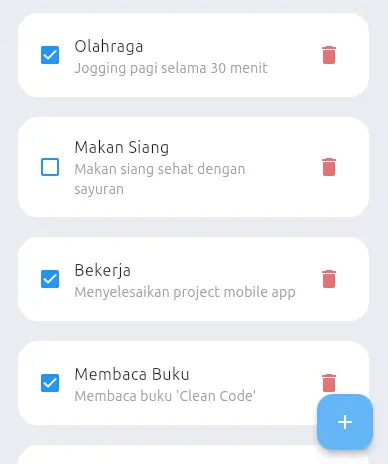 Olahraga
Jogging pagi selama 30 menit
Makan Siang
Makan siang sehat dengan
sayuran
Bekerja
Menyelesaikan project mobile app
Membaca Buku
Membaca buku 'Clean Code'